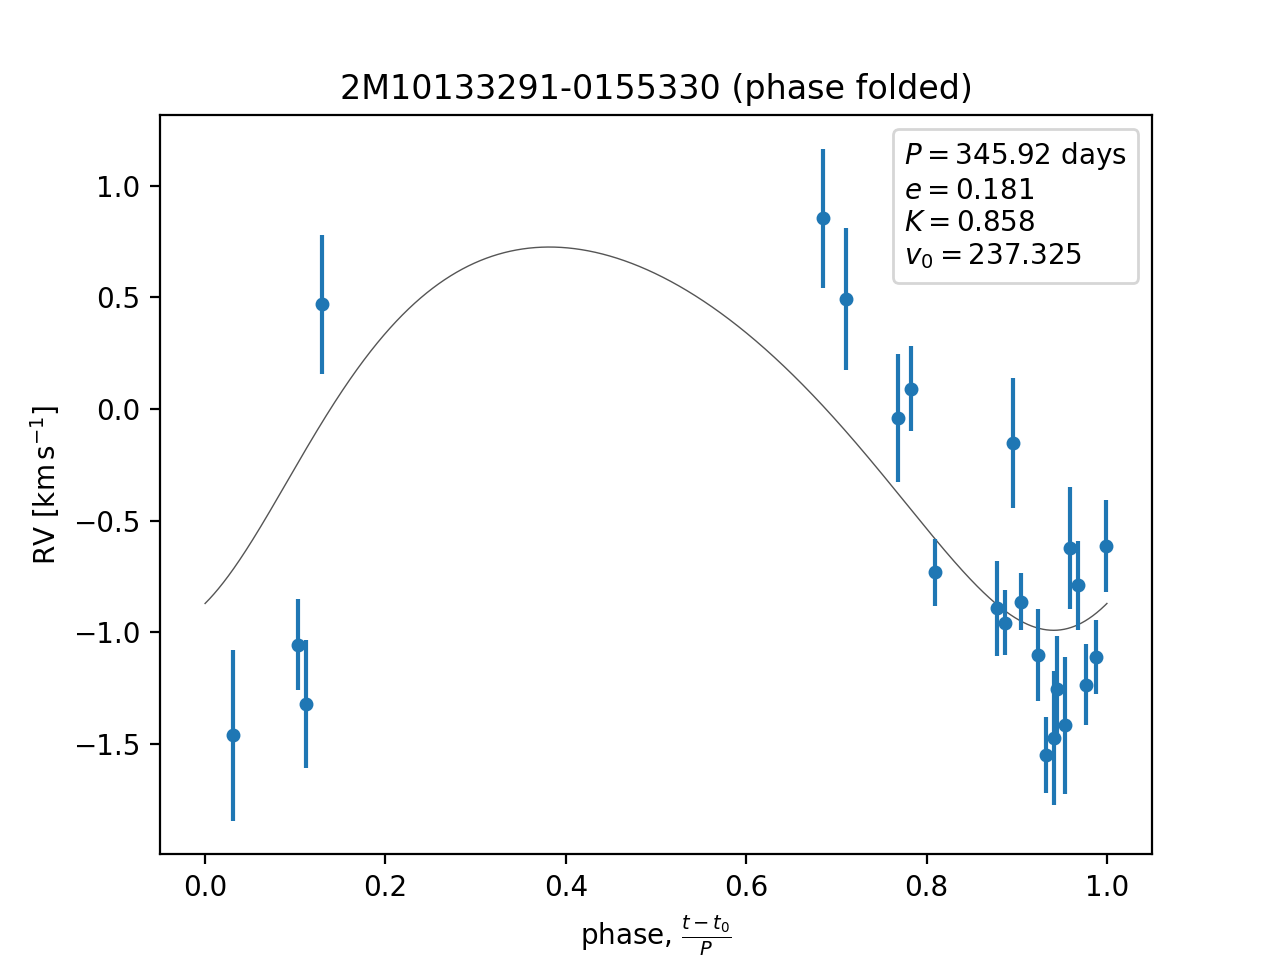 2M10133291-0155330 (phase folded)
P = 345.92 days
e = 0.181
K = 0.858
v₀ = 237.325
RV [km s⁻¹]
1.0
0.5
0.0
−0.5
−1.0
−1.5
0.0 0.2 0.4 0.6 0.8 1.0
phase, (t − t₀)/P